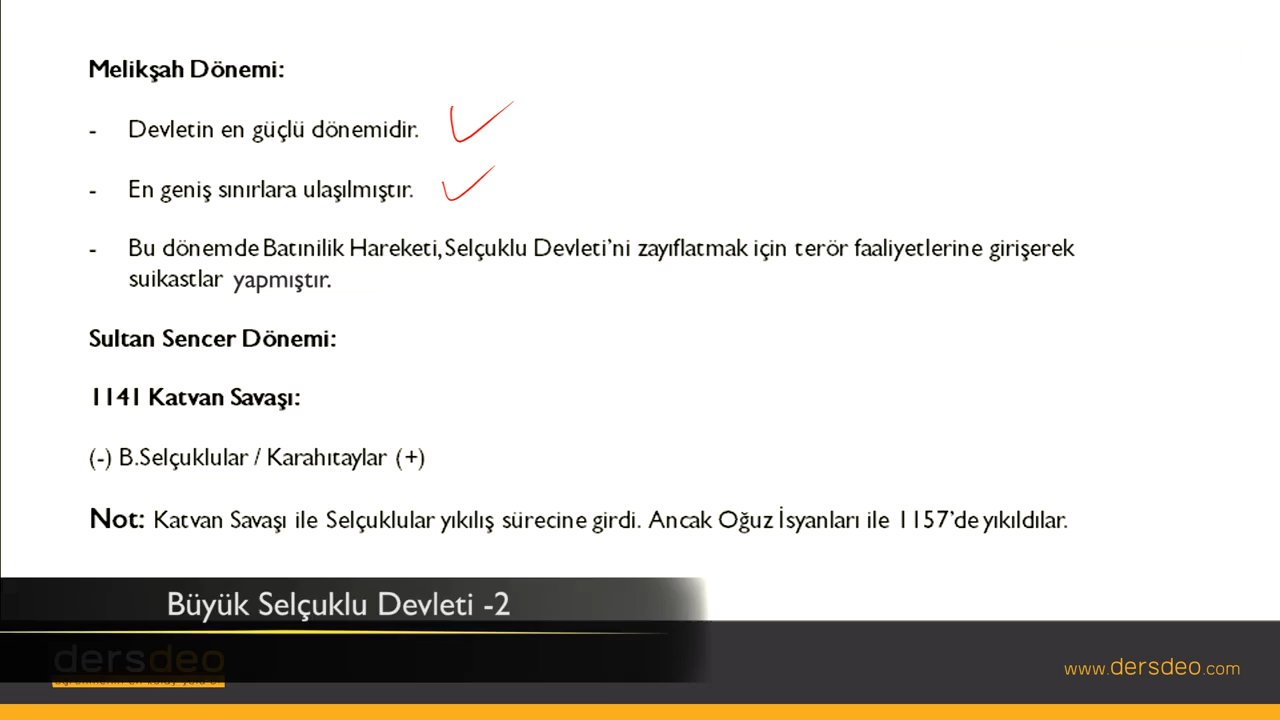 Melikşah Dönemi:
- Devletin en güçlü dönemidir.
- En geniş sınırlara ulaşılmıştır.
- Bu dönemde Batınilik Hareketi, Selçuklu Devleti'ni zayıflatmak için terör faaliyetlerine girişerek
suikastlar yapmıştır.
Sultan Sencer Dönemi:
1141 Katvan Savaşı:
(-) B.Selçuklular / Karahıtaylar (+)
Not: Katvan Savaşı ile Selçuklular yıkılış sürecine girdi. Ancak Oğuz İsyanları ile 1157'de yıkıldılar.
Büyük Selçuklu Devleti -2
dersdeo
www.dersdeo.com